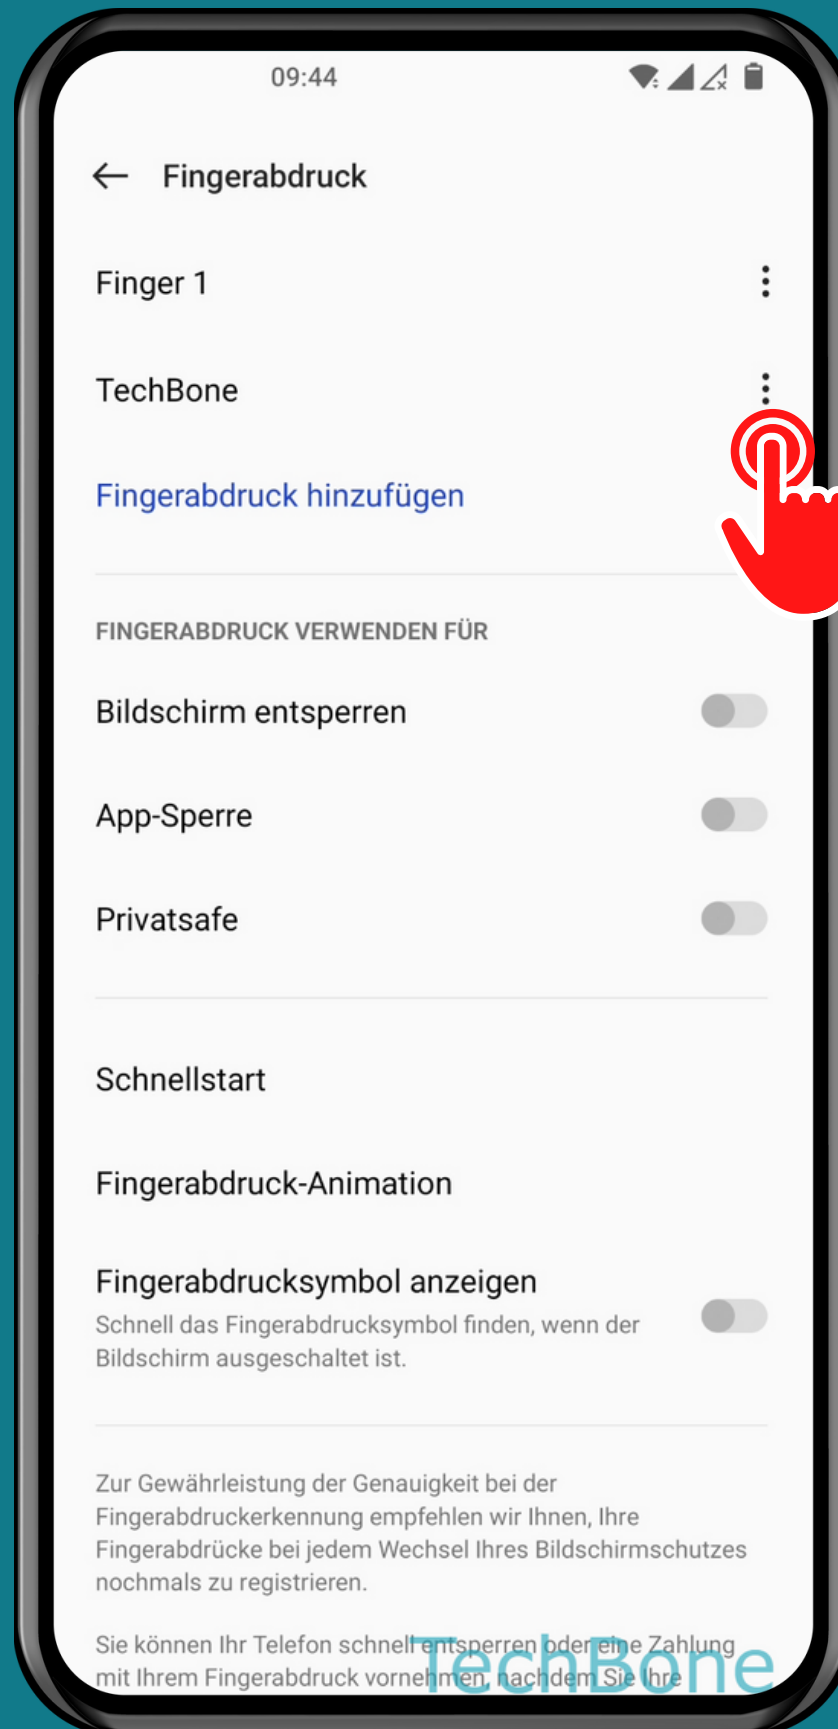 09:44
Fingerabdruck
Finger 1
TechBone
Fingerabdruck hinzufügen
FINGERABDRUCK VERWENDEN FÜR
Bildschirm entsperren
App-Sperre
Privatsafe
Schnellstart
Fingerabdruck-Animation
Fingerabdrucksymbol anzeigen
Schnell das Fingerabdrucksymbol finden, wenn der
Bildschirm ausgeschaltet ist.
Zur Gewährleistung der Genauigkeit bei der
Fingerabdruckerkennung empfehlen wir Ihnen, Ihre
Fingerabdrücke bei jedem Wechsel Ihres Bildschirmschutzes
nochmals zu registrieren.
Sie können Ihr Telefon schnell entsperren oder eine Zahlung
mit Ihrem Fingerabdruck vornehmen, nachdem Sie Ihre
TechBone